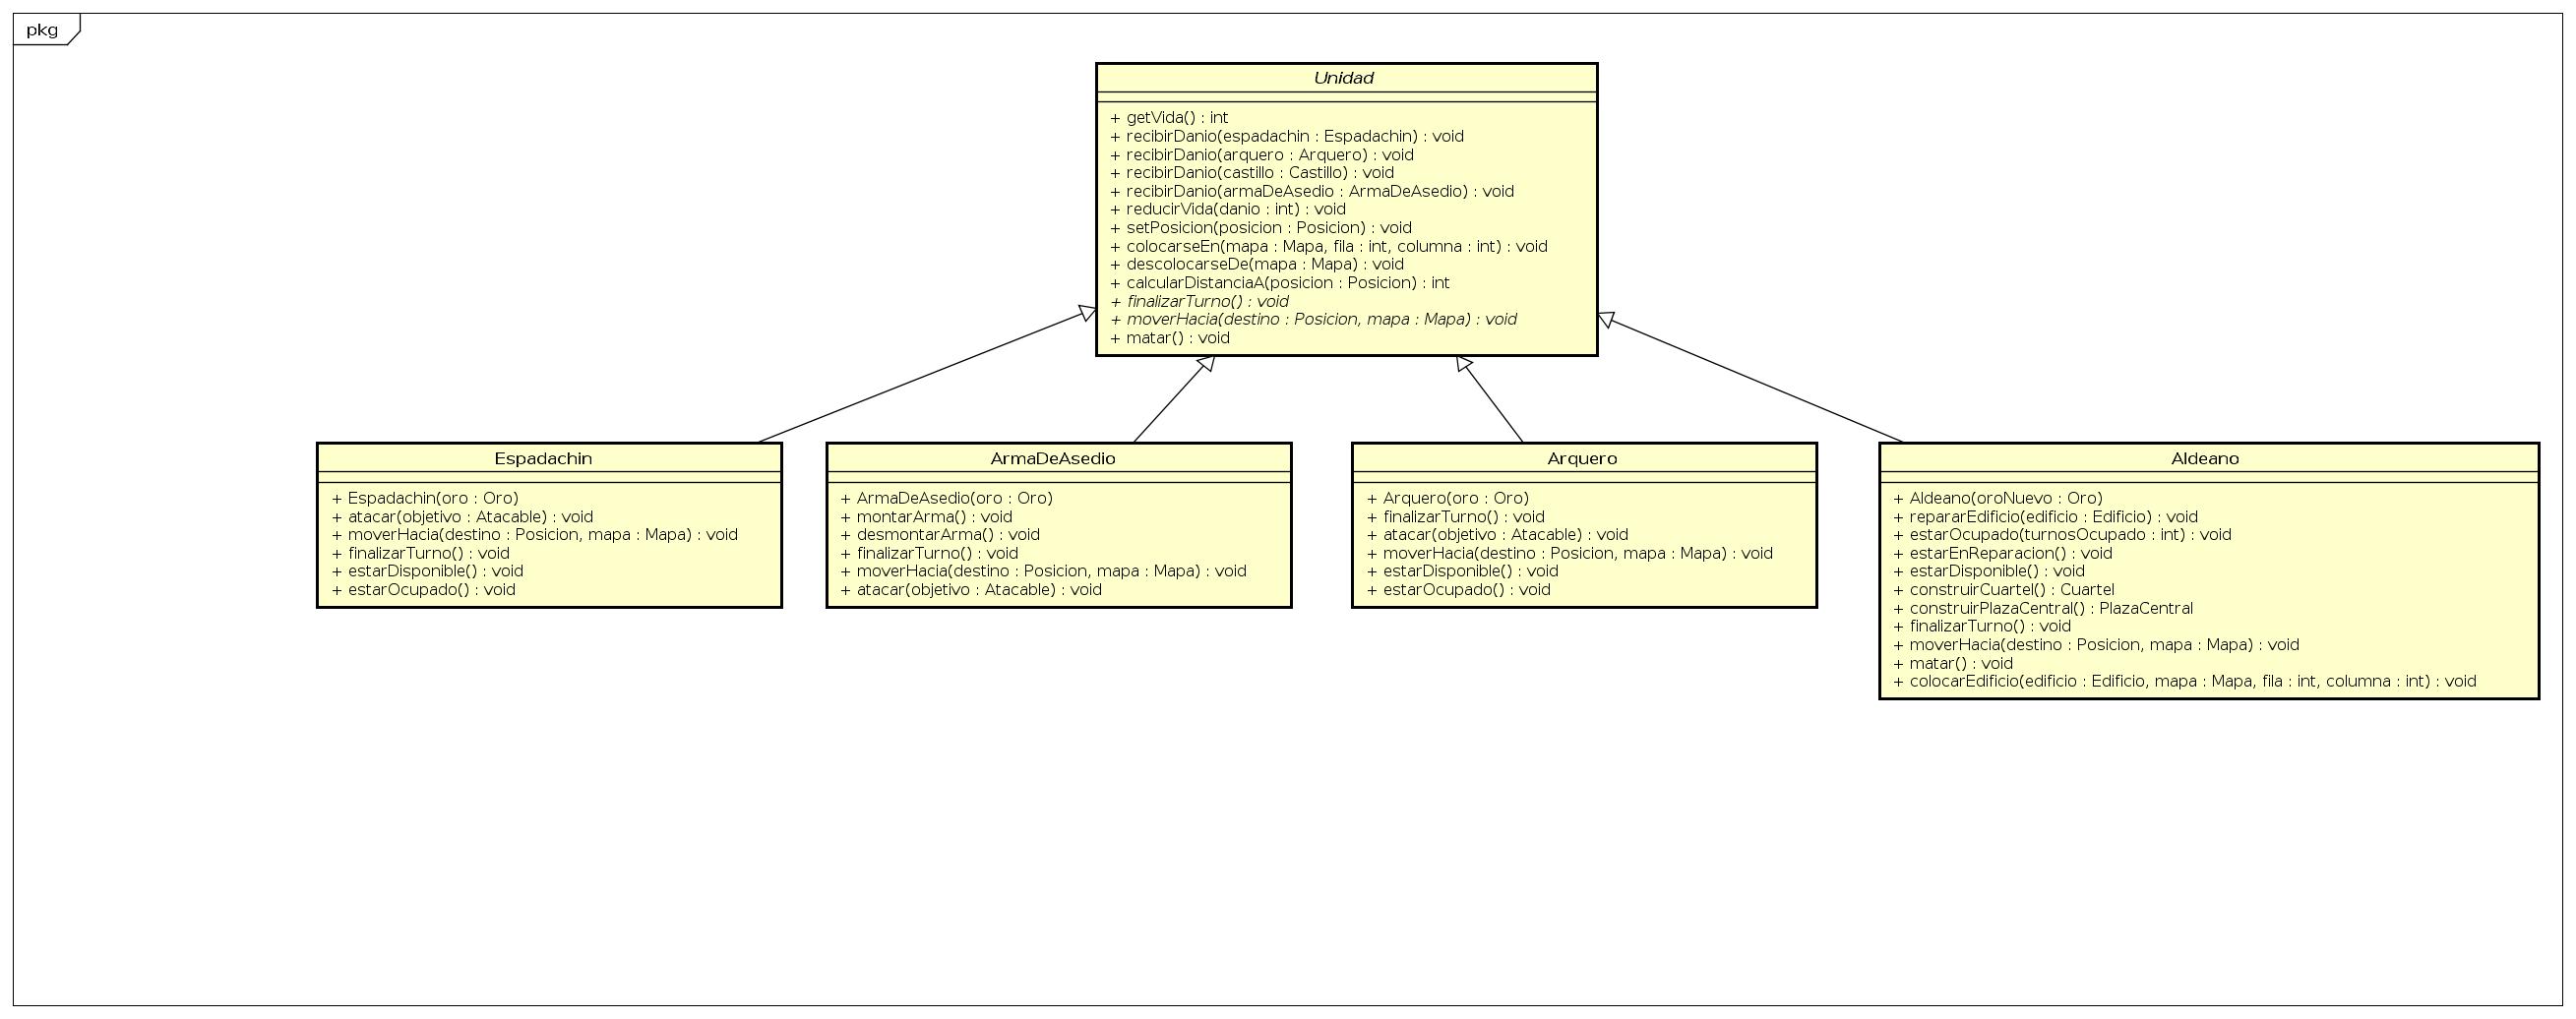 pkg
Unidad
+ getVida() : int
+ recibirDanio(espadachin : Espadachin) : void
+ recibirDanio(arquero : Arquero) : void
+ recibirDanio(castillo : Castillo) : void
+ recibirDanio(armaDeAsedio : ArmaDeAsedio) : void
+ reducirVida(danio : int) : void
+ setPosicion(posicion : Posicion) : void
+ colocarseEn(mapa : Mapa, fila : int, columna : int) : void
+ descolocarseDe(mapa : Mapa) : void
+ calcularDistanciaA(posicion : Posicion) : int
+ finalizarTurno() : void
+ moverHacia(destino : Posicion, mapa : Mapa) : void
+ matar() : void
Espadachin
+ Espadachin(oro : Oro)
+ atacar(objetivo : Atacable) : void
+ moverHacia(destino : Posicion, mapa : Mapa) : void
+ finalizarTurno() : void
+ estarDisponible() : void
+ estarOcupado() : void
ArmaDeAsedio
+ ArmaDeAsedio(oro : Oro)
+ montarArma() : void
+ desmontarArma() : void
+ finalizarTurno() : void
+ moverHacia(destino : Posicion, mapa : Mapa) : void
+ atacar(objetivo : Atacable) : void
Arquero
+ Arquero(oro : Oro)
+ finalizarTurno() : void
+ atacar(objetivo : Atacable) : void
+ moverHacia(destino : Posicion, mapa : Mapa) : void
+ estarDisponible() : void
+ estarOcupado() : void
Aldeano
+ Aldeano(oroNuevo : Oro)
+ repararEdificio(edificio : Edificio) : void
+ estarOcupado(turnosOcupado : int) : void
+ estarEnReparacion() : void
+ estarDisponible() : void
+ construirCuartel() : Cuartel
+ construirPlazaCentral() : PlazaCentral
+ finalizarTurno() : void
+ moverHacia(destino : Posicion, mapa : Mapa) : void
+ matar() : void
+ colocarEdificio(edificio : Edificio, mapa : Mapa, fila : int, columna : int) : void